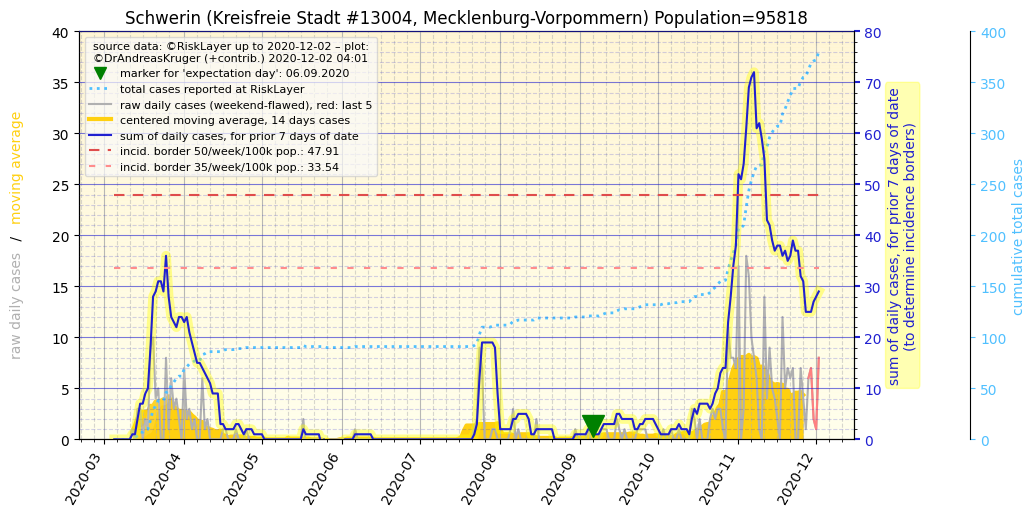 Schwerin (Kreisfreie Stadt #13004, Mecklenburg-Vorpommern) Population=95818
source data: ©RiskLayer up to 2020-12-02 – plot:
©DrAndreasKruger (+contrib.) 2020-12-02 04:01
marker for 'expectation day': 06.09.2020
total cases reported at RiskLayer
raw daily cases (weekend-flawed), red: last 5
centered moving average, 14 days cases
sum of daily cases, for prior 7 days of date
incid. border 50/week/100k pop.: 47.91
incid. border 35/week/100k pop.: 33.54
raw daily cases / moving average
40
35
30
25
20
15
10
5
0
80
70
60
50
40
30
20
10
0
sum of daily cases, for prior 7 days of date
(to determine incidence borders)
400
350
300
250
200
150
100
50
0
cumulative total cases
2020-03
2020-04
2020-05
2020-06
2020-07
2020-08
2020-09
2020-10
2020-11
2020-12